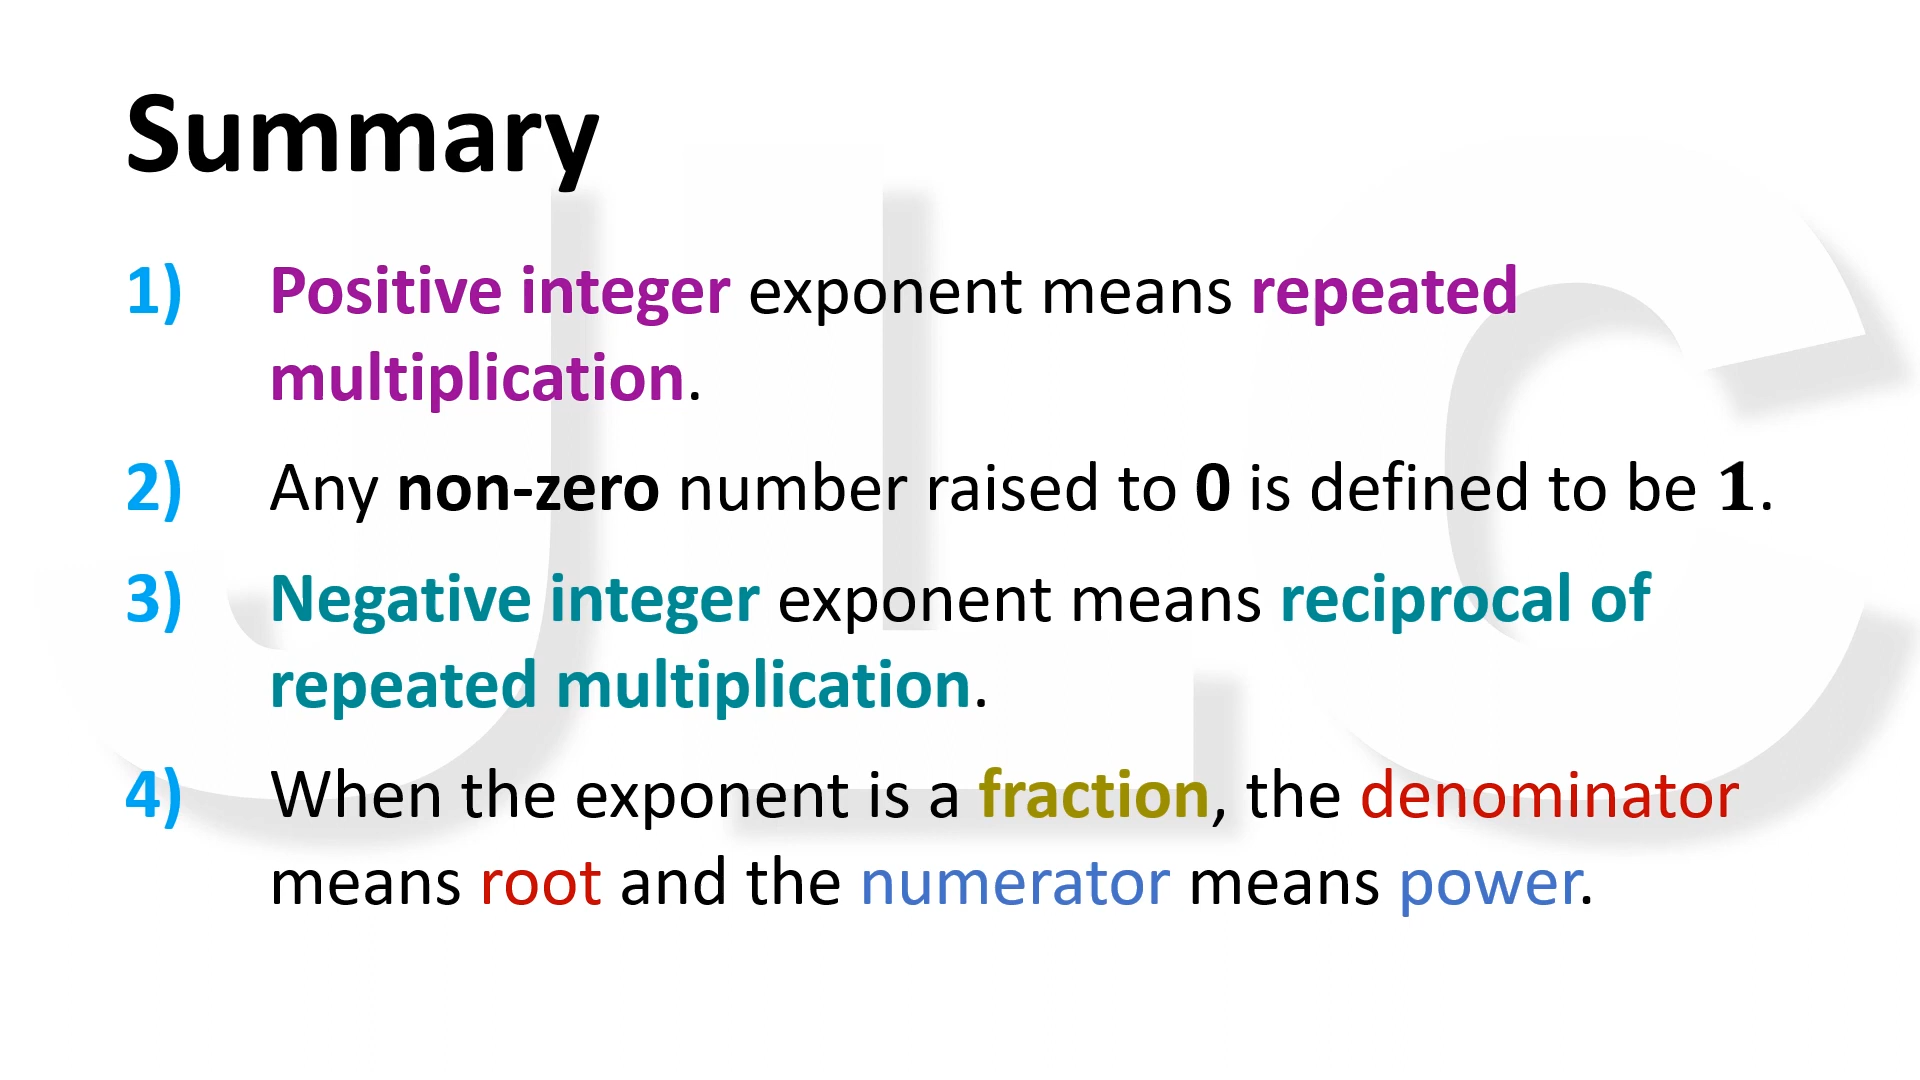 Summary
1) Positive integer exponent means repeated
multiplication.
2) Any non-zero number raised to 0 is defined to be 1.
3) Negative integer exponent means reciprocal of
repeated multiplication.
4) When the exponent is a fraction, the denominator
means root and the numerator means power.
JLC